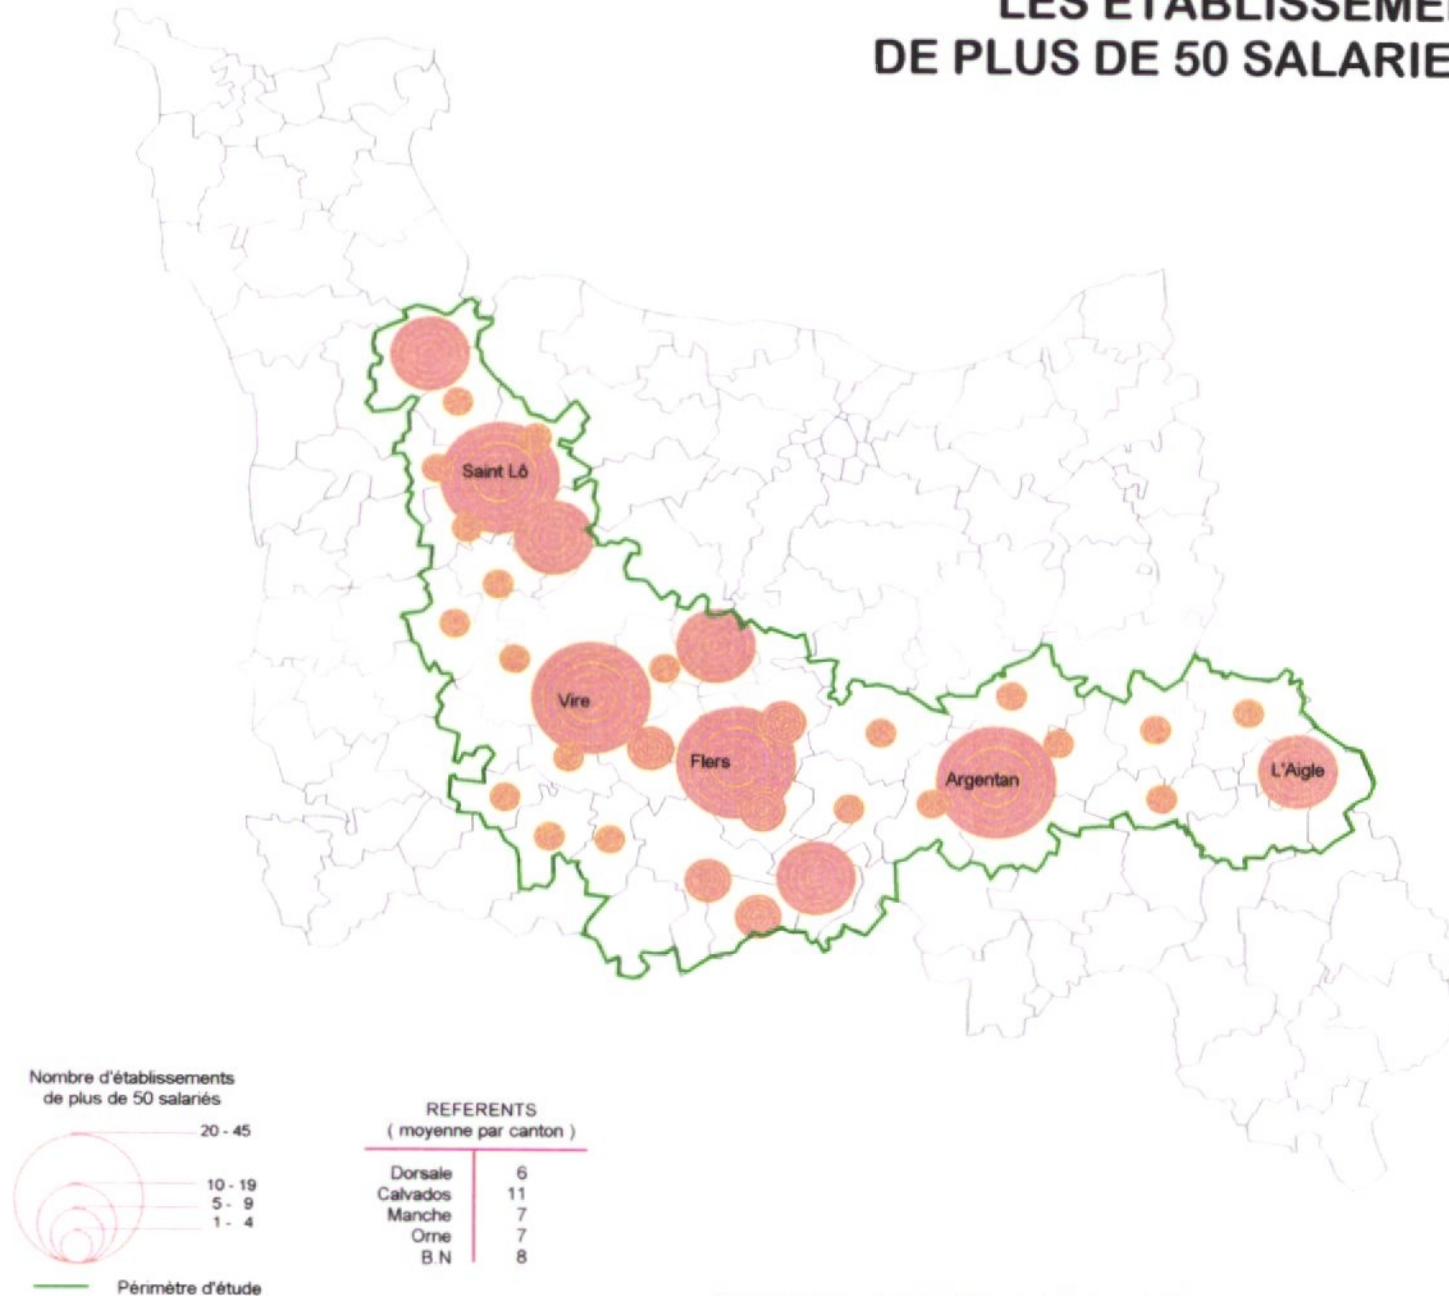 LES ETABLISSEME
DE PLUS DE 50 SALARIE
Saint Lô
Vire
Flers
Argentan
L'Aigle
Nombre d'établissements
de plus de 50 salariés
20 - 45
10 - 19
5 - 9
1 - 4
Périmètre d'étude
REFERENTS
( moyenne par canton )
Dorsale 6
Calvados 11
Manche 7
Orne 7
B.N 8